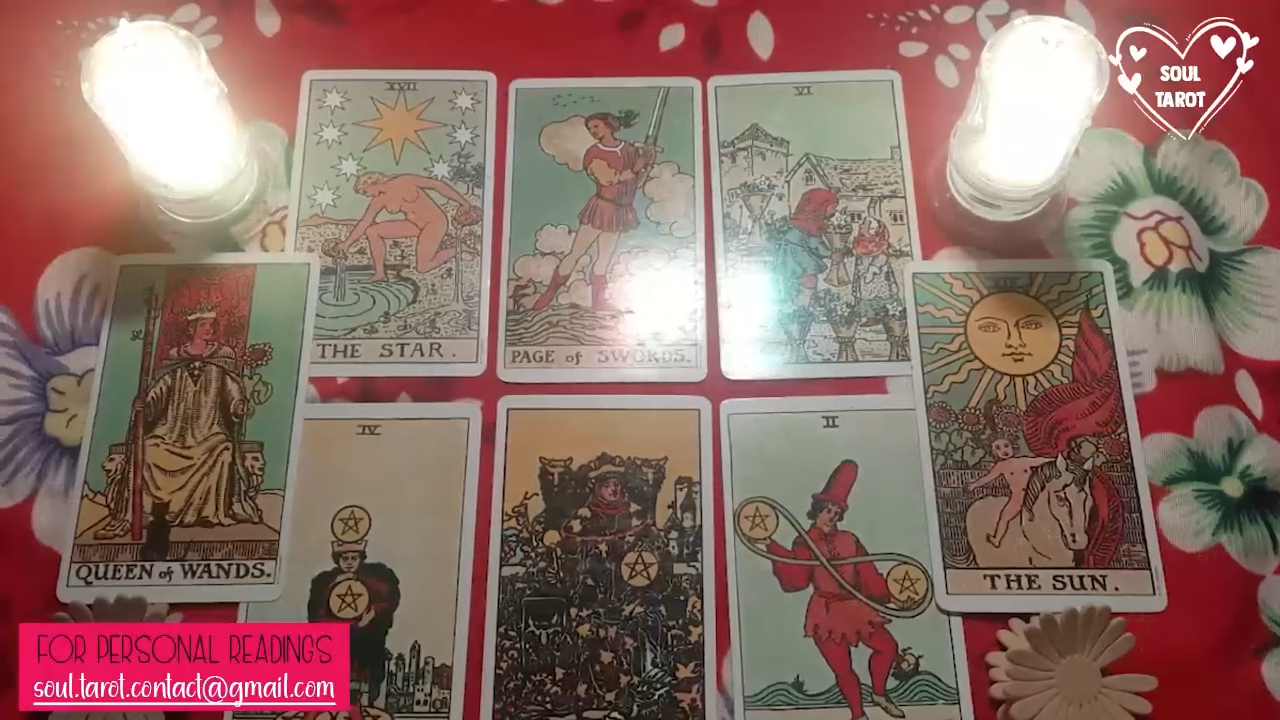 SOUL
TAROT
XVII
VI
THE STAR.
PAGE of SWORDS.
QUEEN of WANDS.
IV
II
THE SUN.
FOR PERSONAL READINGS
soul.tarot.contact@gmail.com